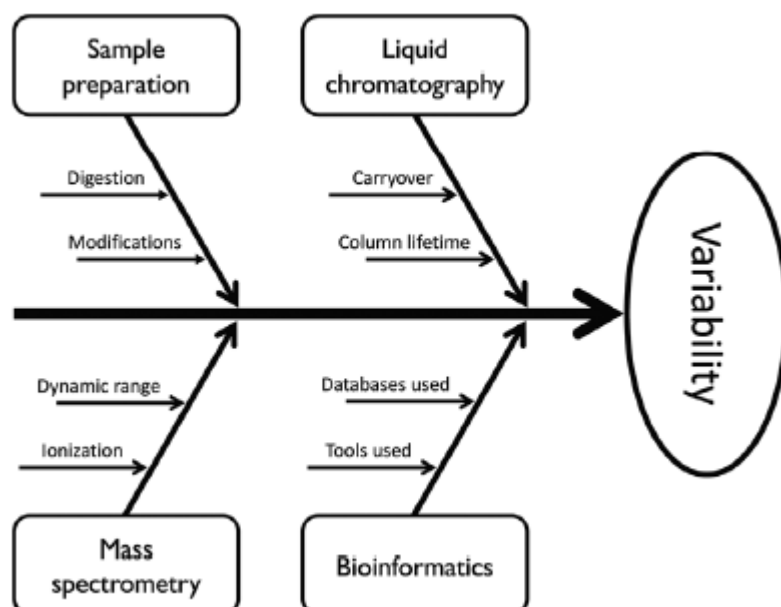 Sample
preparation
Liquid
chromatography
Digestion
Carryover
Modifications
Column lifetime
Variability
Dynamic range
Databases used
Ionization
Tools used
Mass
spectrometry
Bioinformatics